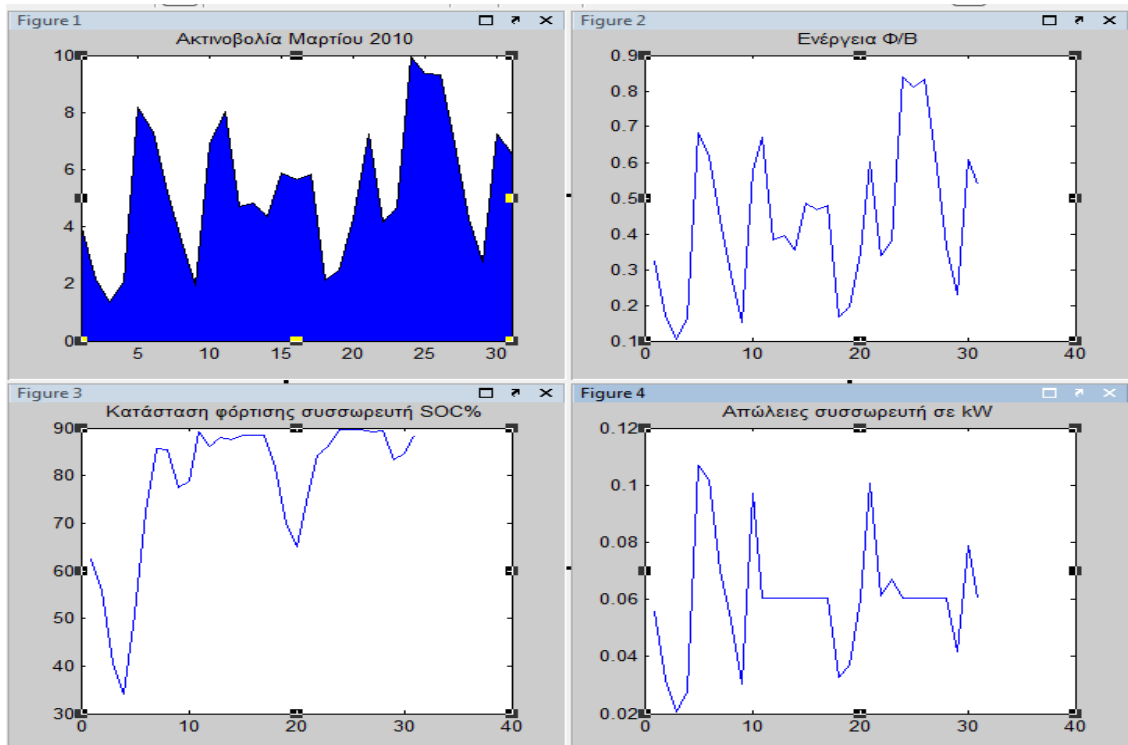 Figure 1
Ακτινοβολία Μαρτίου 2010
10
8
6
4
2
0
5 10 15 20 25 30
Figure 2
Ενέργεια Φ/Β
0.9
0.8
0.7
0.6
0.5
0.4
0.3
0.2
0.1
0 10 20 30 40
Figure 3
Κατάσταση φόρτισης συσσωρευτή SOC%
90
80
70
60
50
40
30
0 10 20 30 40
Figure 4
Απώλειες συσσωρευτή σε kW
0.12
0.1
0.08
0.06
0.04
0.02
0 10 20 30 40